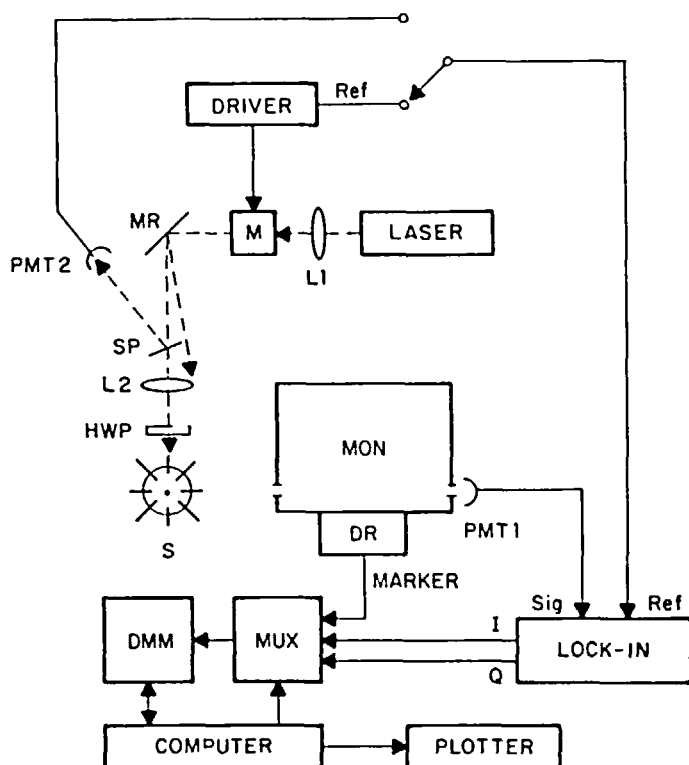 Ref
DRIVER
MR
M
LASER
L1
PMT2
SP
L2
HWP
MON
S
DR
PMT1
MARKER
Sig
Ref
I
DMM
MUX
LOCK-IN
Q
COMPUTER
PLOTTER